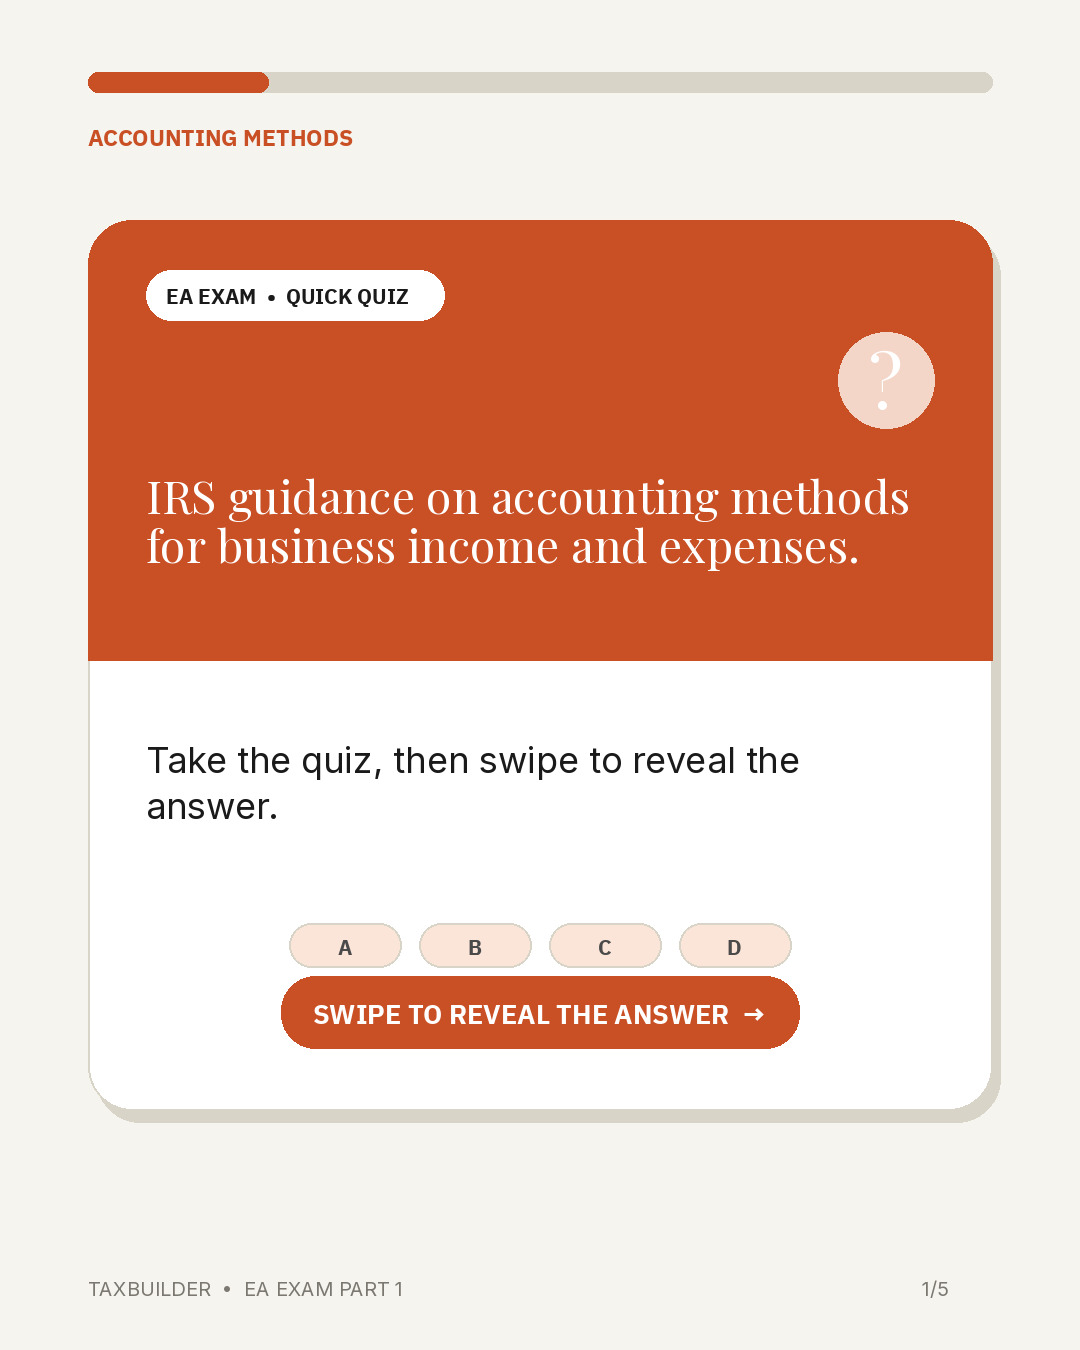 ACCOUNTING METHODS
EA EXAM • QUICK QUIZ
?
IRS guidance on accounting methods
for business income and expenses.
Take the quiz, then swipe to reveal the
answer.
A B C D
SWIPE TO REVEAL THE ANSWER →
TAXBUILDER • EA EXAM PART 1 1/5